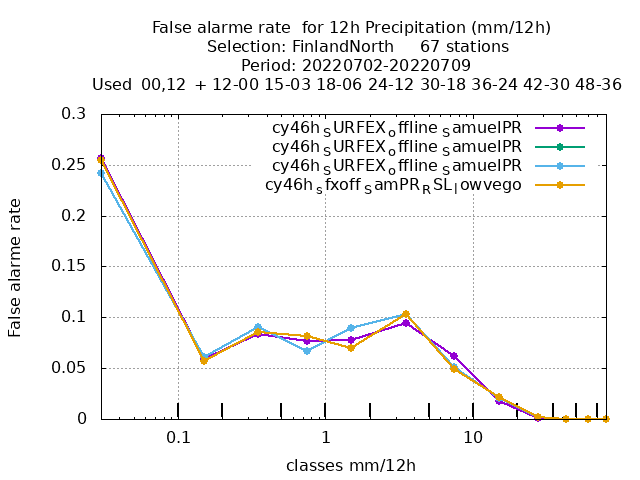 False alarme rate  for 12h Precipitation (mm/12h)
Selection: FinlandNorth     67 stations
Period: 20220702-20220709
Used  00,12  + 12-00 15-03 18-06 24-12 30-18 36-24 42-30 48-36
cy46h_SURFEX_offline_SamuelPR
cy46h_SURFEX_offline_SamuelPR
cy46h_SURFEX_offline_SamuelPR
cy46h_sfxoff_SamPR_RSL_lowvego
0.3
0.25
0.2
0.15
0.1
0.05
0
False alarme rate
0.1 1 10
classes mm/12h